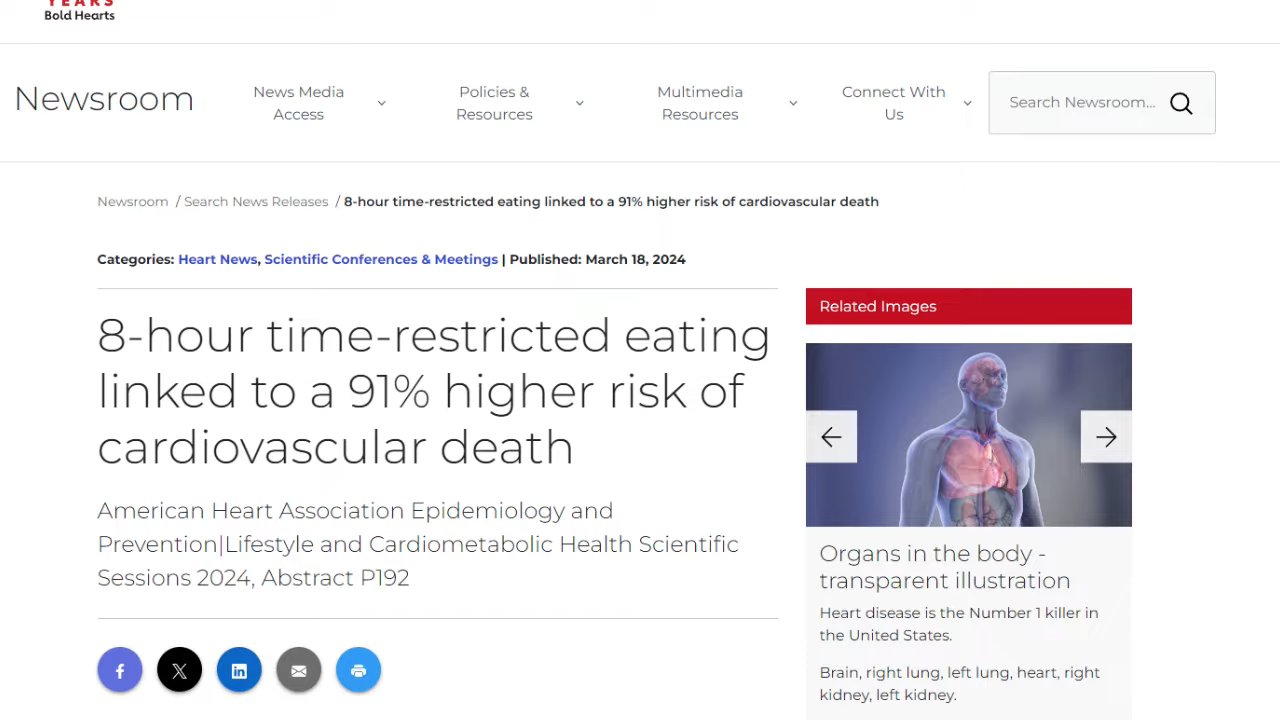 YEARS
Bold Hearts
Newsroom
News Media
Access
Policies &
Resources
Multimedia
Resources
Connect With
Us
Search Newsroom...
Newsroom / Search News Releases / 8-hour time-restricted eating linked to a 91% higher risk of cardiovascular death
Categories: Heart News, Scientific Conferences & Meetings | Published: March 18, 2024
8-hour time-restricted eating
linked to a 91% higher risk of
cardiovascular death
American Heart Association Epidemiology and
Prevention|Lifestyle and Cardiometabolic Health Scientific
Sessions 2024, Abstract P192
Related Images
Organs in the body -
transparent illustration
Heart disease is the Number 1 killer in
the United States.
Brain, right lung, left lung, heart, right
kidney, left kidney.